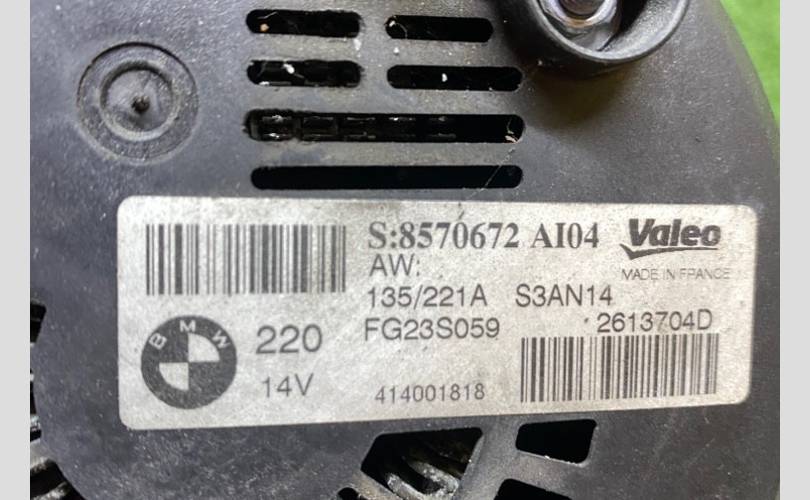 S:8570672 AI04
Valeo
AW:
MADE IN FRANCE
135/221A S3AN14
FG23S059
2613704D
BMW
220
14V
414001818